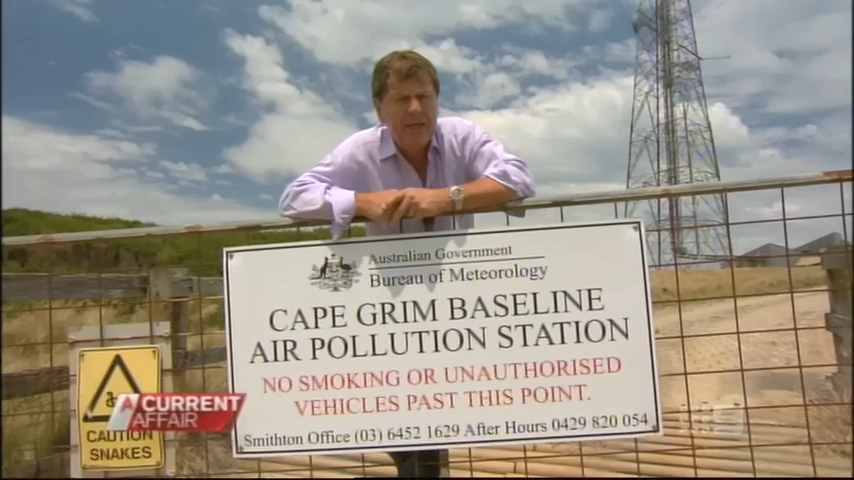 Australian Government
Bureau of Meteorology
CAPE GRIM BASELINE
AIR POLLUTION STATION
NO SMOKING OR UNAUTHORISED
VEHICLES PAST THIS POINT.
Smithton Office (03) 6452 1629 After Hours 0429 820 054
A CURRENT
AFFAIR
CAUTION
SNAKES